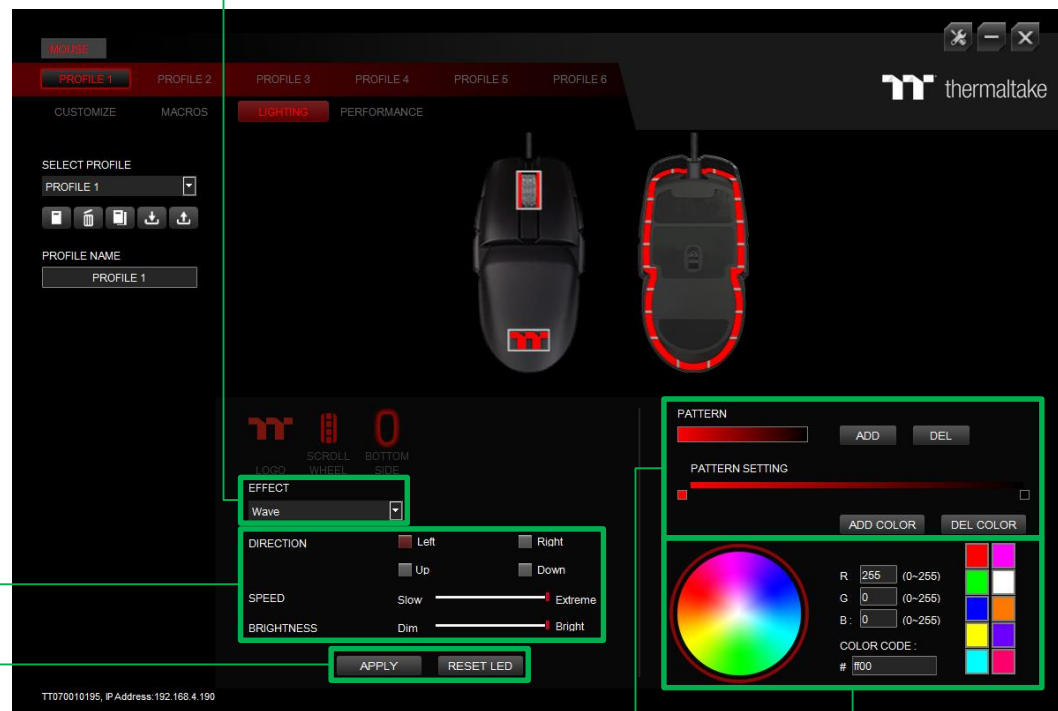 MOUSE
PROFILE 1 PROFILE 2 PROFILE 3 PROFILE 4 PROFILE 5 PROFILE 6
thermaltake
CUSTOMIZE MACROS LIGHTING PERFORMANCE
SELECT PROFILE
PROFILE 1
PROFILE NAME
PROFILE 1
LOGO SCROLL WHEEL BOTTOM SIDE
EFFECT
Wave
DIRECTION Left Right
Up Down
SPEED Slow Extreme
BRIGHTNESS Dim Bright
APPLY RESET LED
PATTERN
ADD DEL
PATTERN SETTING
ADD COLOR DEL COLOR
R 255 (0~255)
G 0 (0~255)
B: 0 (0~255)
COLOR CODE :
# ff00
TT070010195, IP Address:192.168.4.190